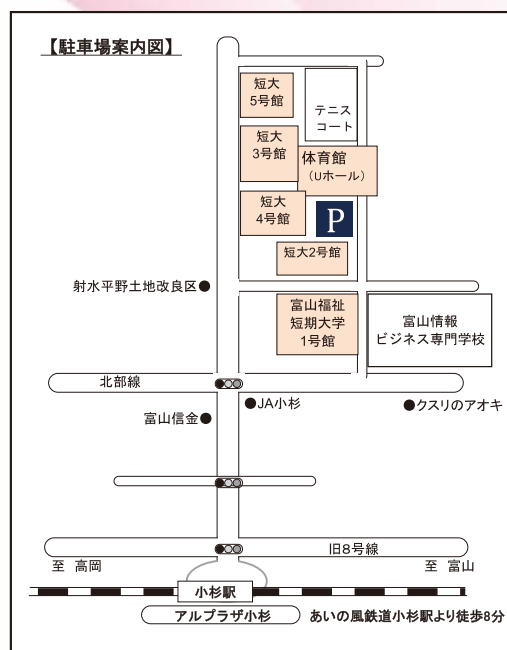 【駐車場案内図】
短大
5号館
テニス
コート
短大
3号館
体育館
（Uホール）
短大
4号館
P
短大2号館
射水平野土地改良区●
富山福祉
短期大学
1号館
富山情報
ビジネス専門学校
北部線
●JA小杉
●クスリのアオキ
富山信金●
旧8号線
至 高岡
至 富山
小杉駅
アルプラザ小杉
あいの風鉄道小杉駅より徒歩8分